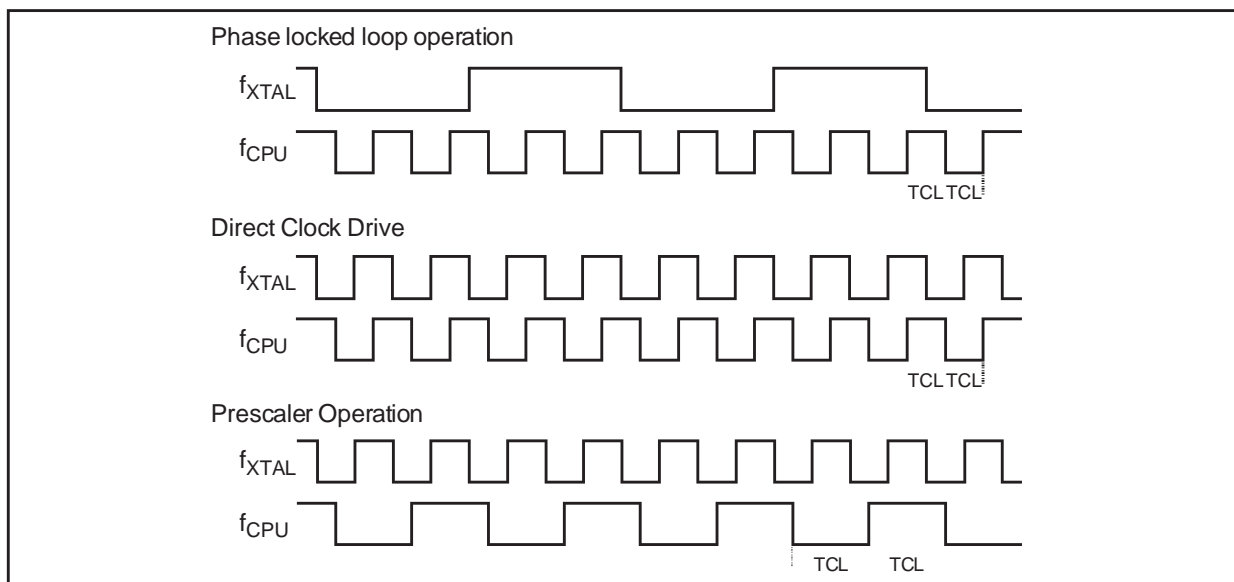 Phase locked loop operation
fXTAL
fCPU
TCL TCL
Direct Clock Drive
fXTAL
fCPU
TCL TCL
Prescaler Operation
fXTAL
fCPU
TCL TCL